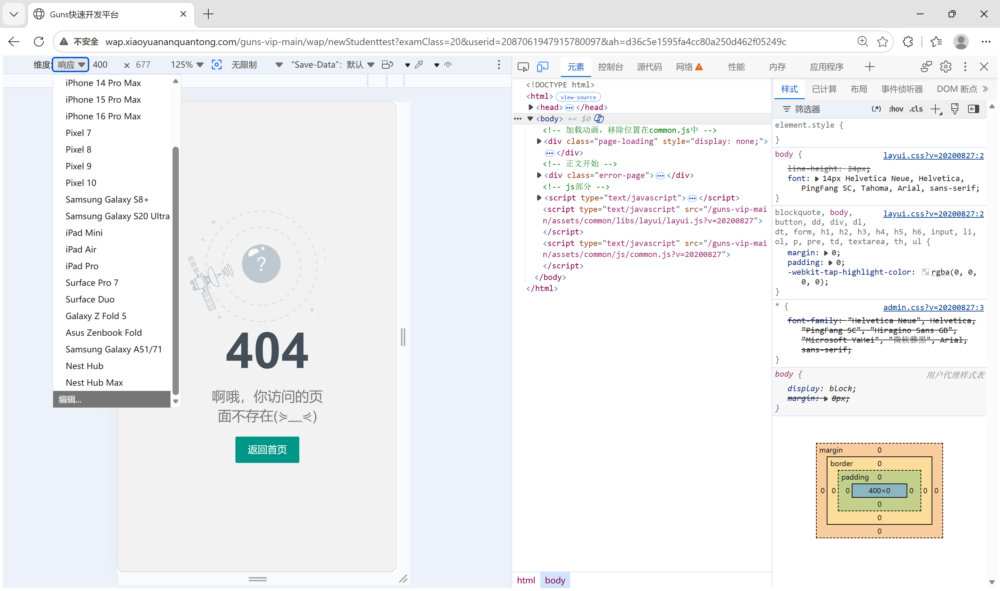 Guns快速开发平台
不安全 wap.xiaoyuananquantong.com/guns-vip-main/wap/newStudenttest?examClass=20&userid=2087061947915780097&ah=d36c5e1595fa4cc80a250d462f05249c
维度: 响应 400 × 677 125% 无限制 “Save-Data”: 默认
iPhone 14 Pro Max
iPhone 15 Pro Max
iPhone 16 Pro Max
Pixel 7
Pixel 8
Pixel 9
Pixel 10
Samsung Galaxy S8+
Samsung Galaxy S20 Ultra
iPad Mini
iPad Air
iPad Pro
Surface Pro 7
Surface Duo
Galaxy Z Fold 5
Asus Zenbook Fold
Samsung Galaxy A51/71
Nest Hub
Nest Hub Max
编辑...
?
404
啊哦，你访问的页
面不存在(≽﹏≼)
返回首页
元素 控制台 源代码 网络 性能 内存 应用程序
<!DOCTYPE html>
<html> view-source
<head> ••• </head>
••• <body> == $0
<!-- 加载动画，移除位置在common.js中 -->
<div class="page-loading" style="display: none;">
••• </div>
<!-- 正文开始 -->
<div class="error-page"> ••• </div>
<!-- js部分 -->
<script type="text/javascript"> ••• </script>
<script type="text/javascript" src="/guns-vip-mai
n/assets/common/libs/layui/layui.js?v=20200827">
</script>
<script type="text/javascript" src="/guns-vip-mai
n/assets/common/js/common.js?v=20200827">
</script>
</body>
</html>
html body
样式 已计算 布局 事件侦听器 DOM 断点
筛选器 (.*) :hov .cls
element.style {
}
body { layui.css?v=20200827:2
line-height: 24px;
font: 14px Helvetica Neue, Helvetica,
PingFang SC, Tahoma, Arial, sans-serif;
}
blockquote, body, layui.css?v=20200827:2
button, dd, div, dl,
dt, form, h1, h2, h3, h4, h5, h6, input, li,
ol, p, pre, td, textarea, th, ul {
margin: 0;
padding: 0;
-webkit-tap-highlight-color: rgba(0, 0,
0, 0);
}
* { admin.css?v=20200827:3
font-family: "Helvetica Neue", Helvetica,
"PingFang SC", "Hiragino Sans GB",
"Microsoft YaHei", "微软雅黑", Arial,
sans-serif;
}
body { 用户代理样式表
display: block;
margin: 8px;
}
margin 0
border 0
padding 0
0 0 0 400×0 0 0 0
0
0
0